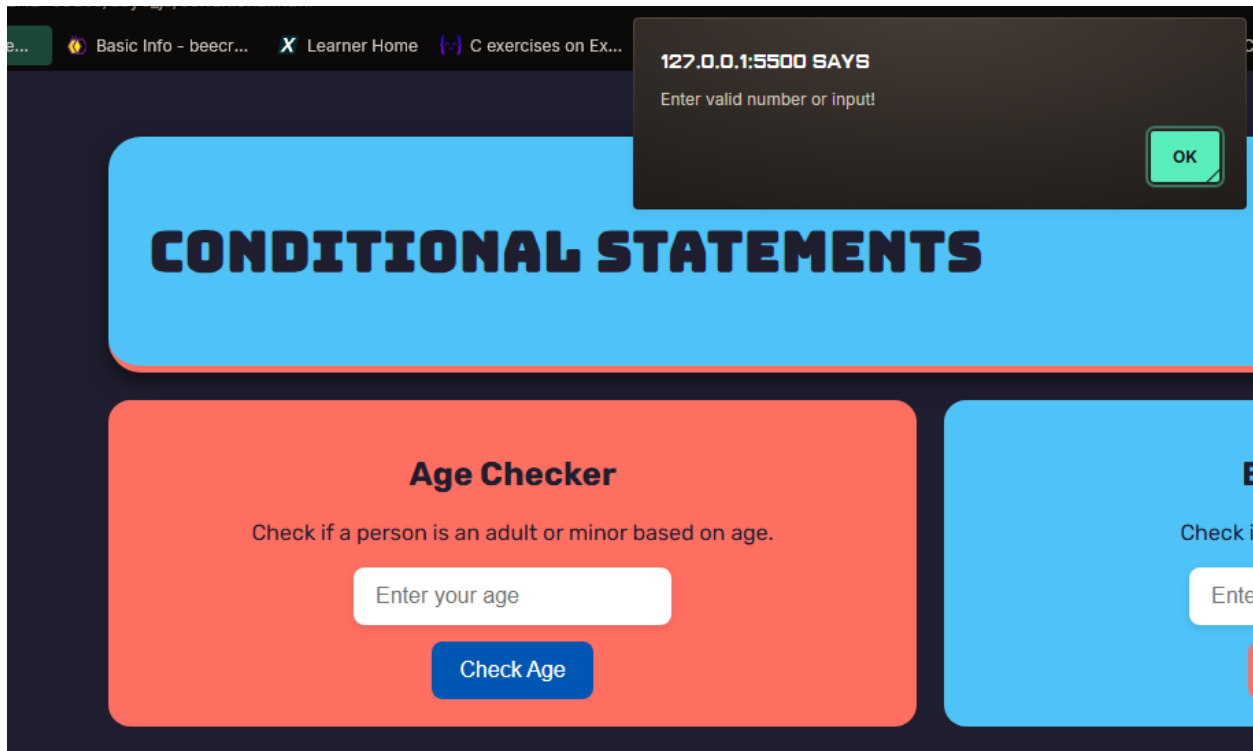 e...
Basic Info - beecr...
Learner Home
C exercises on Ex...
127.0.0.1:5500 SAYS
Enter valid number or input!
OK
CONDITIONAL STATEMENTS
Age Checker
Check if a person is an adult or minor based on age.
Enter your age
Check Age
Check i
Ente